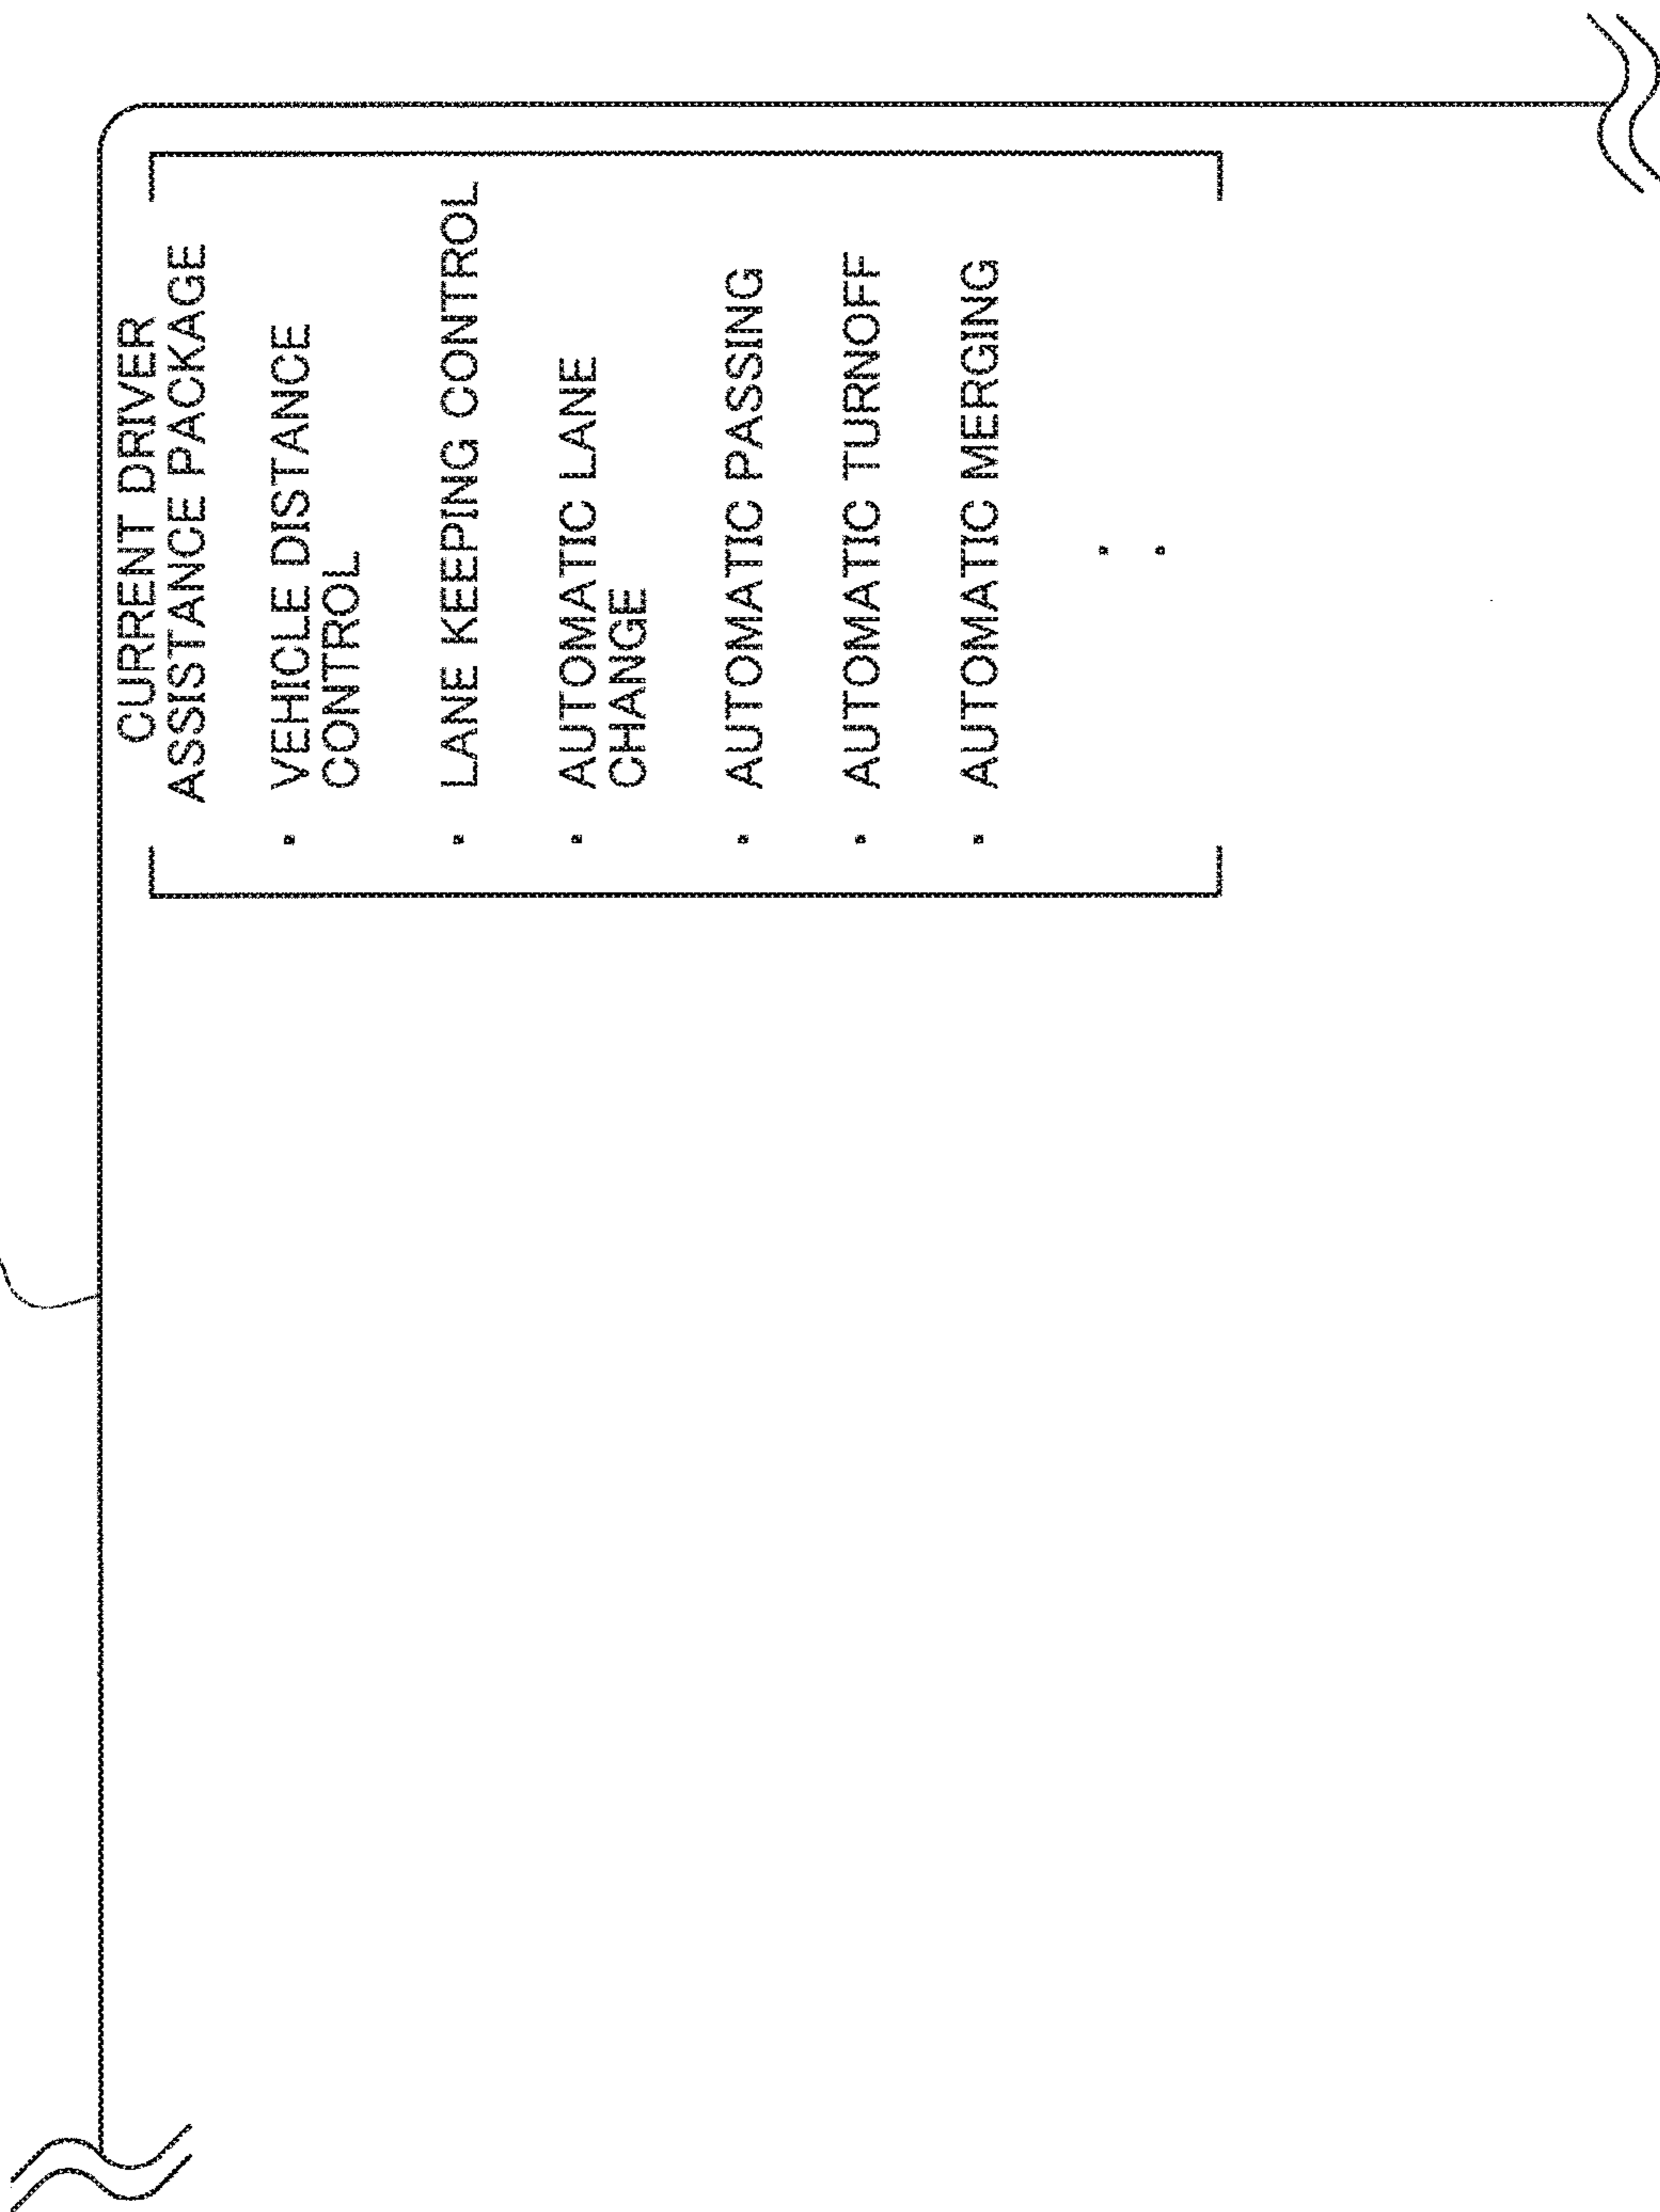 CURRENT DRIVER
ASSISTANCE PACKAGE
· VEHICLE DISTANCE
CONTROL
· LANE KEEPING CONTROL
· AUTOMATIC LANE
CHANGE
· AUTOMATIC PASSING
· AUTOMATIC TURNOFF
· AUTOMATIC MERGING